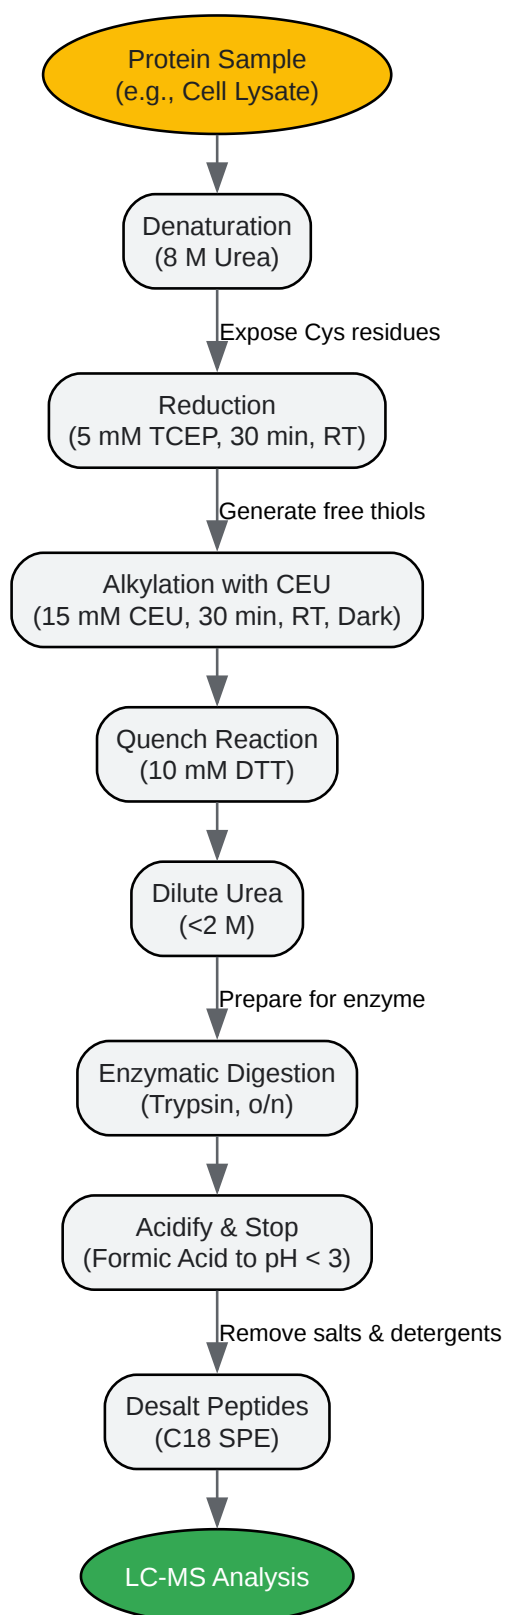 Protein Sample
(e.g., Cell Lysate)
Denaturation
(8 M Urea)
Expose Cys residues
Reduction
(5 mM TCEP, 30 min, RT)
Generate free thiols
Alkylation with CEU
(15 mM CEU, 30 min, RT, Dark)
Quench Reaction
(10 mM DTT)
Dilute Urea
(<2 M)
Prepare for enzyme
Enzymatic Digestion
(Trypsin, o/n)
Acidify & Stop
(Formic Acid to pH < 3)
Remove salts & detergents
Desalt Peptides
(C18 SPE)
LC-MS Analysis